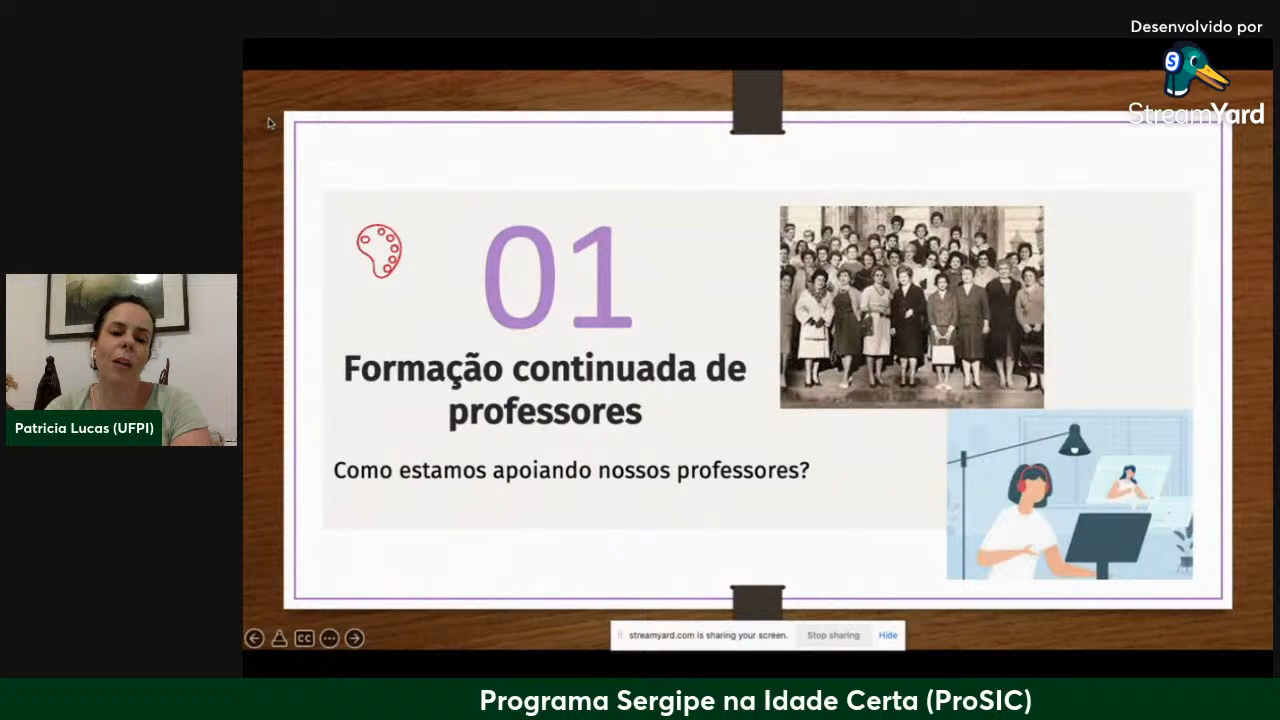 Desenvolvido por
S
StreamYard
01
Formação continuada de
professores
Como estamos apoiando nossos professores?
Patricia Lucas (UFPI)
CC
streamyard.com is sharing your screen.
Stop sharing
Hide
Programa Sergipe na Idade Certa (ProSIC)